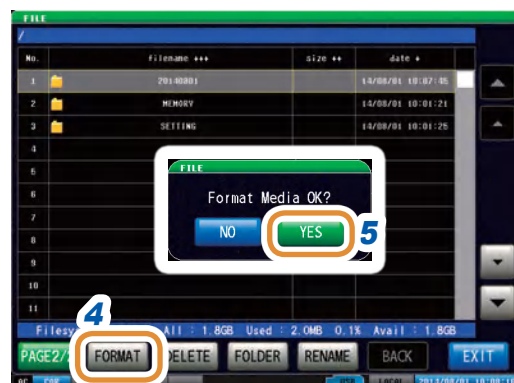 FILE
/
No. filename +++ size ++ date +
1 20140801 14/08/01 10:07:45
2 MEMORY 14/08/01 10:01:21
3 SETTING 14/08/01 10:01:25
4
5
6
7
8
9
10
11
FILE
Format Media OK?
NO YES 5
4
All : 1.8GB Used : 2.0MB 0.1% Avail : 1.8GB
PAGE2/ FORMAT DELETE FOLDER RENAME BACK EXIT
USB LOCAL